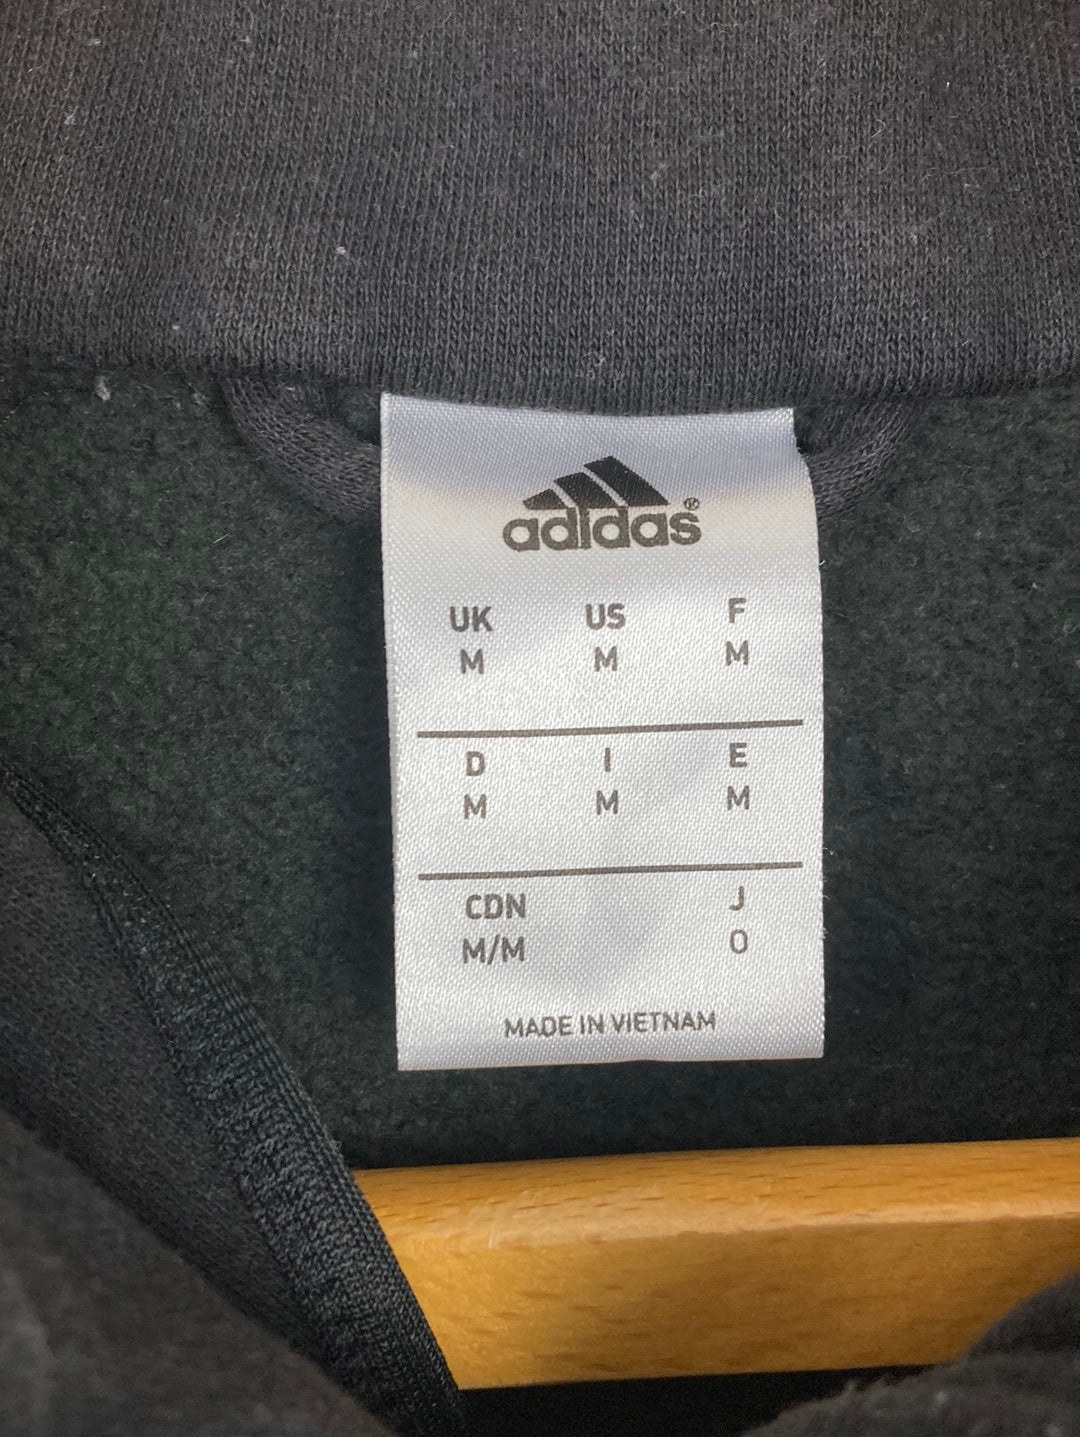 adidas®
UK US F
M M M
D I E
M M M
CDN J
M/M O
MADE IN VIETNAM